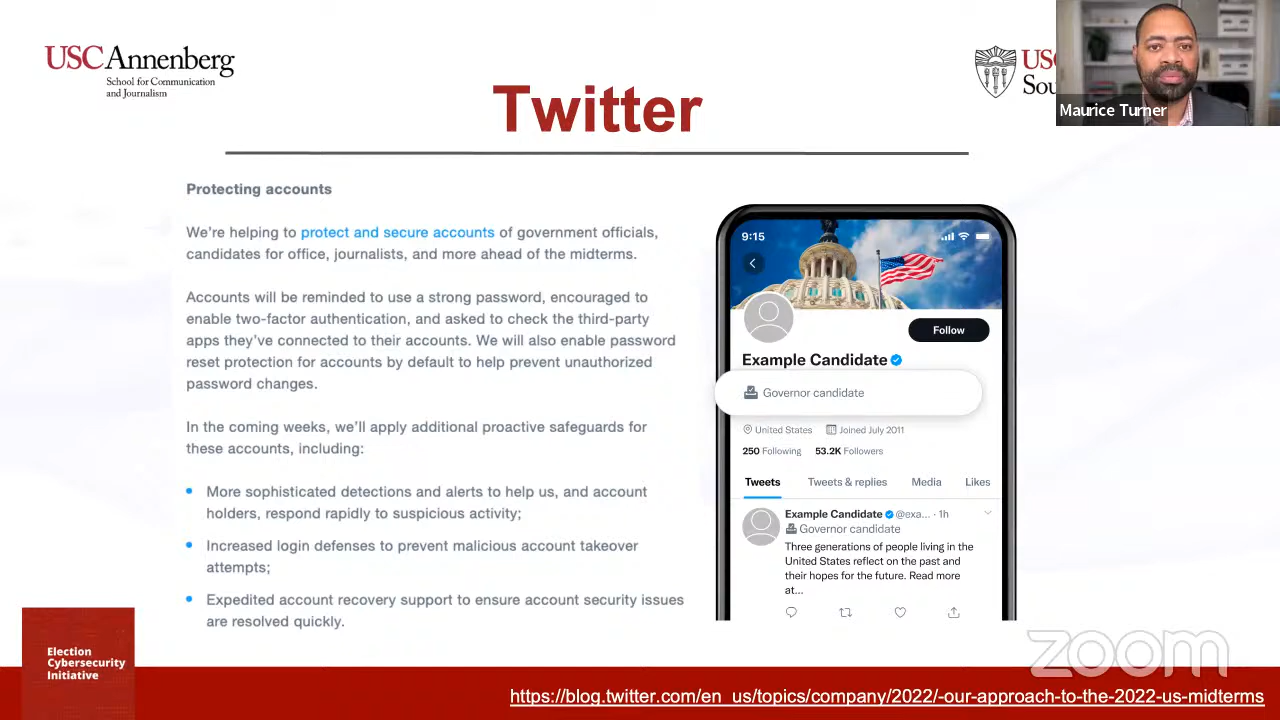 USC Annenberg
School for Communication
and Journalism
Twitter
USC
Sou
Maurice Turner
Protecting accounts
We're helping to protect and secure accounts of government officials,
candidates for office, journalists, and more ahead of the midterms.
Accounts will be reminded to use a strong password, encouraged to
enable two-factor authentication, and asked to check the third-party
apps they've connected to their accounts. We will also enable password
reset protection for accounts by default to help prevent unauthorized
password changes.
In the coming weeks, we'll apply additional proactive safeguards for
these accounts, including:
More sophisticated detections and alerts to help us, and account
holders, respond rapidly to suspicious activity;
Increased login defenses to prevent malicious account takeover
attempts;
Expedited account recovery support to ensure account security issues
are resolved quickly.
9:15
Follow
Example Candidate
Governor candidate
United States Joined July 2011
250 Following 53.2K Followers
Tweets Tweets & replies Media Likes
Example Candidate @exa... · 1h
Governor candidate
Three generations of people living in the
United States reflect on the past and
their hopes for the future. Read more
at...
Election
Cybersecurity
Initiative
zoom
https://blog.twitter.com/en_us/topics/company/2022/-our-approach-to-the-2022-us-midterms